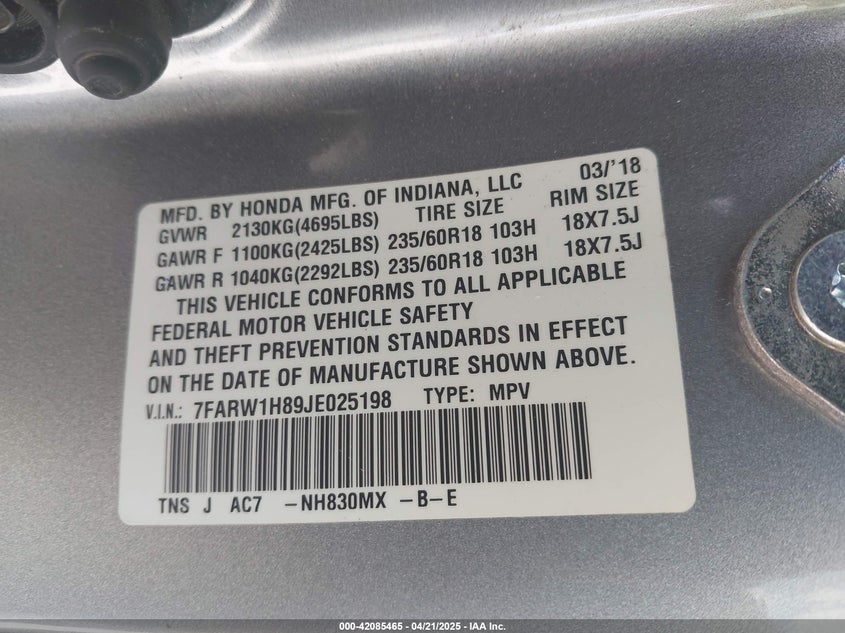 MFD. BY HONDA MFG. OF INDIANA, LLC 03/'18
GVWR 2130KG(4695LBS) TIRE SIZE RIM SIZE
GAWR F 1100KG(2425LBS) 235/60R18 103H 18X7.5J
GAWR R 1040KG(2292LBS) 235/60R18 103H 18X7.5J
THIS VEHICLE CONFORMS TO ALL APPLICABLE
FEDERAL MOTOR VEHICLE SAFETY
AND THEFT PREVENTION STANDARDS IN EFFECT
ON THE DATE OF MANUFACTURE SHOWN ABOVE.
V.I.N.: 7FARW1H89JE025198 TYPE: MPV
TNS J AC7 -NH830MX -B-E
000-42085465 - 04/21/2025 - IAA Inc.